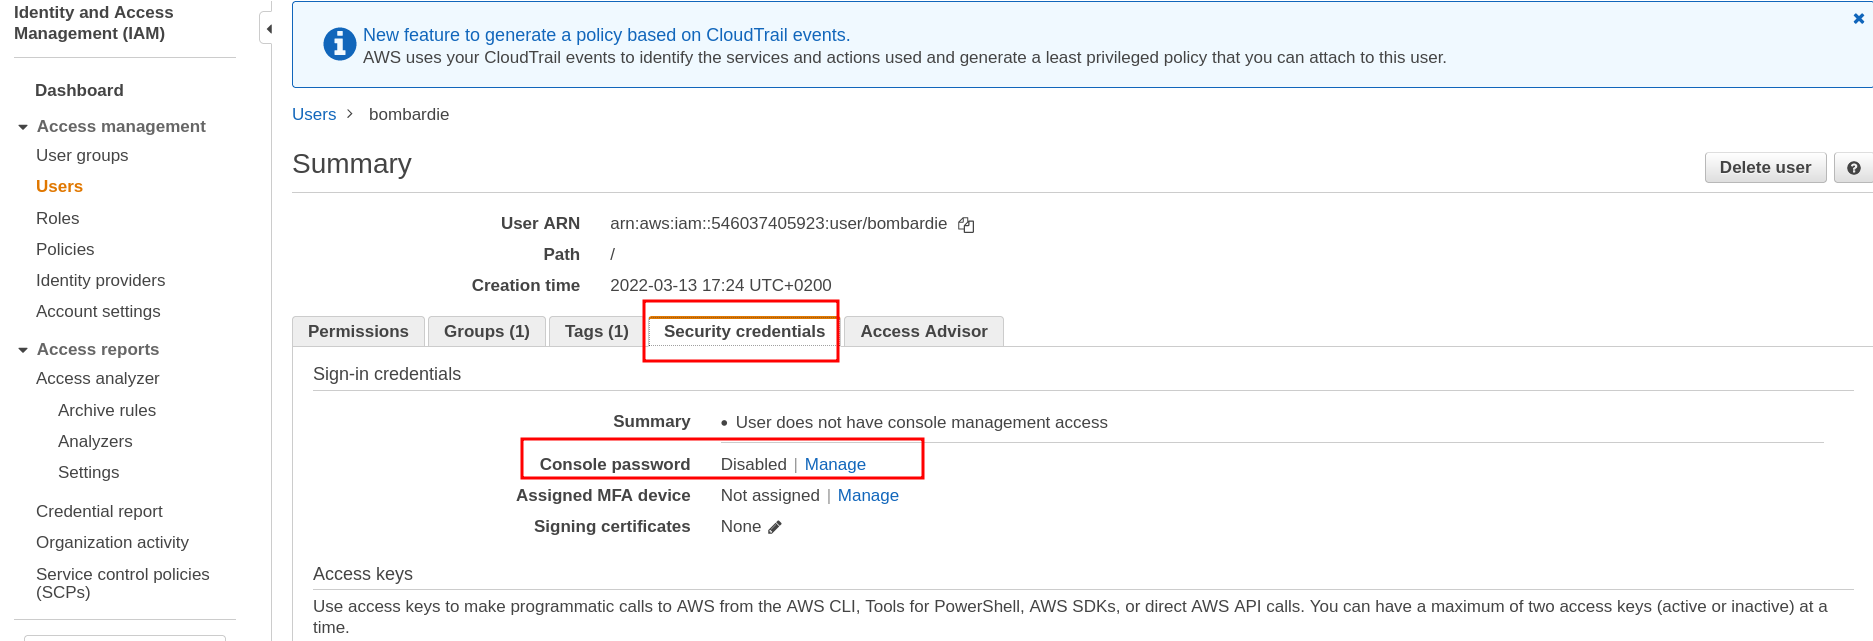 Identity and Access
Management (IAM)
Dashboard
Access management
User groups
Users
Roles
Policies
Identity providers
Account settings
Access reports
Access analyzer
Archive rules
Analyzers
Settings
Credential report
Organization activity
Service control policies
(SCPs)
New feature to generate a policy based on CloudTrail events.
AWS uses your CloudTrail events to identify the services and actions used and generate a least privileged policy that you can attach to this user.
Users > bombardie
Summary
Delete user
User ARN arn:aws:iam::546037405923:user/bombardie
Path /
Creation time 2022-03-13 17:24 UTC+0200
Permissions Groups (1) Tags (1) Security credentials Access Advisor
Sign-in credentials
Summary • User does not have console management access
Console password Disabled | Manage
Assigned MFA device Not assigned | Manage
Signing certificates None
Access keys
Use access keys to make programmatic calls to AWS from the AWS CLI, Tools for PowerShell, AWS SDKs, or direct AWS API calls. You can have a maximum of two access keys (active or inactive) at a
time.